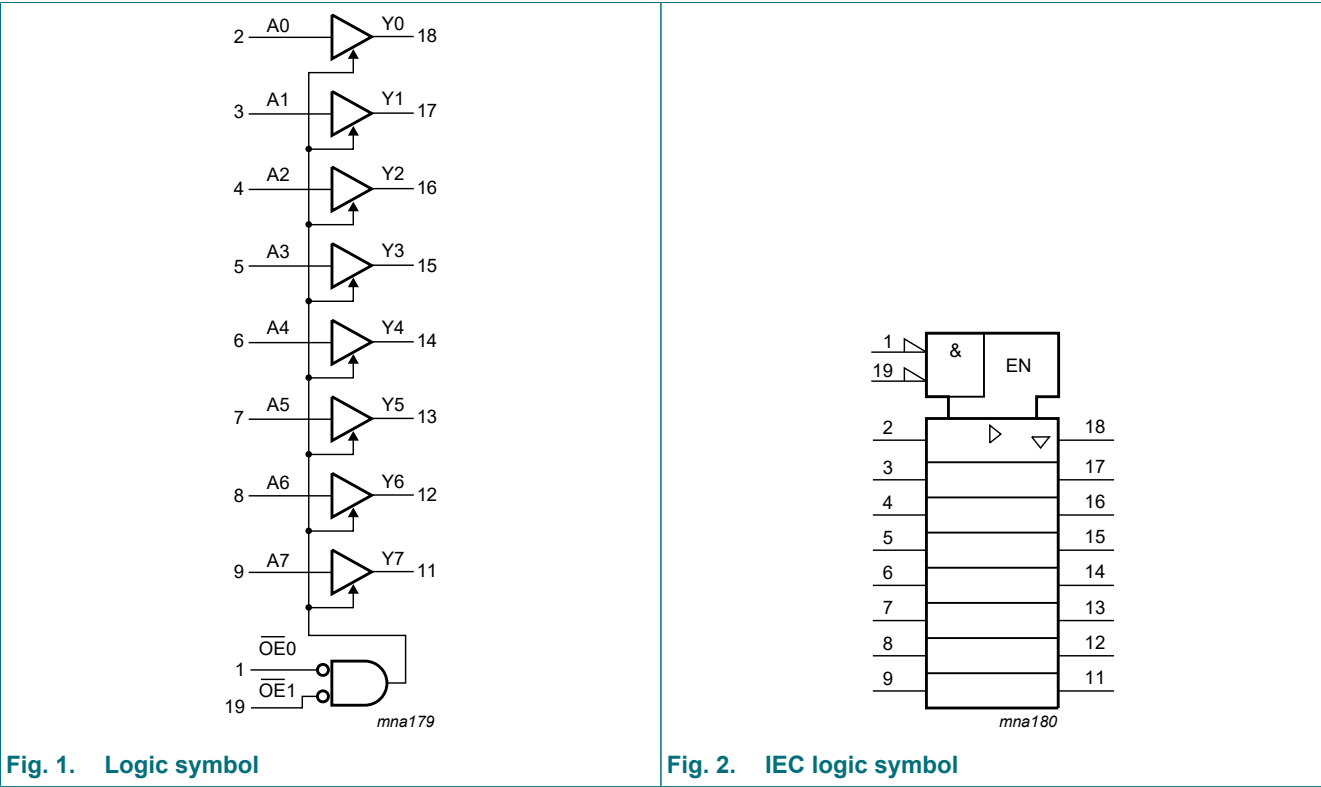 2 A0 Y0 18
3 A1 Y1 17
4 A2 Y2 16
5 A3 Y3 15
6 A4 Y4 14
7 A5 Y5 13
8 A6 Y6 12
9 A7 Y7 11
1 O̅E̅0
19 O̅E̅1
mna179
Fig. 1. Logic symbol
1 & EN
19
2 18
3 17
4 16
5 15
6 14
7 13
8 12
9 11
mna180
Fig. 2. IEC logic symbol